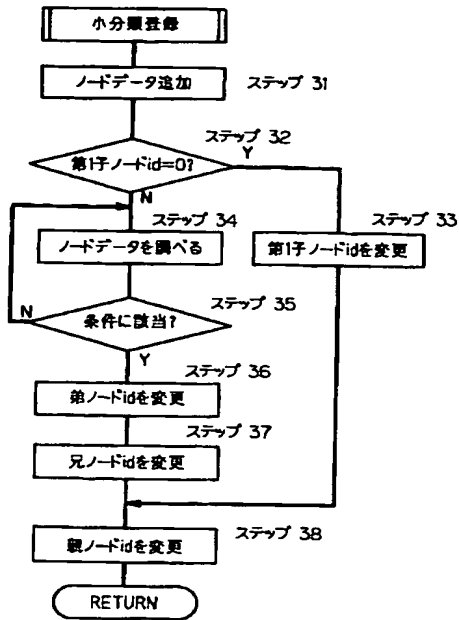 小分類登録
ノードデータ追加
ステップ 31
ステップ 32
第1子ノードid=0?
Y
N
ステップ 34
ステップ 33
ノードデータを調べる
第1子ノードidを変更
ステップ 35
N
条件に該当?
Y
ステップ 36
弟ノードidを変更
ステップ 37
兄ノードidを変更
ステップ 38
親ノードidを変更
RETURN